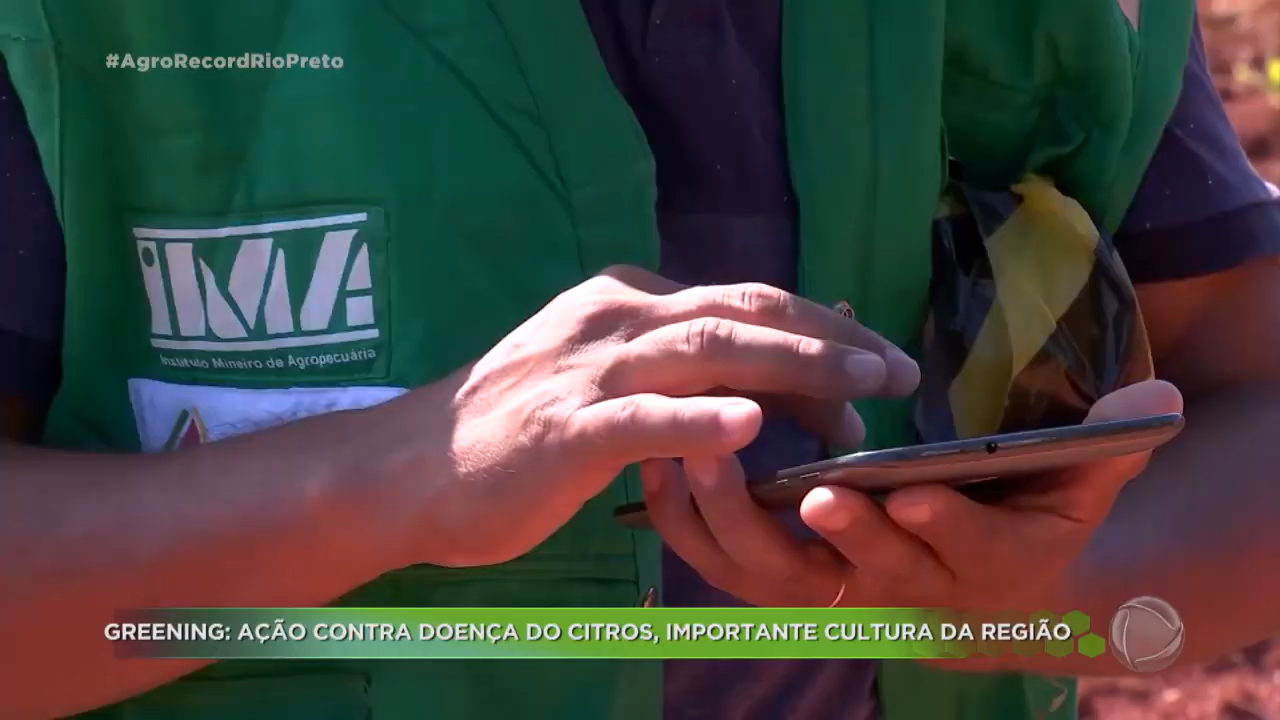 #AgroRecordRioPreto
iMA
Instituto Mineiro de Agropecuária
GREENING: AÇÃO CONTRA DOENÇA DO CITROS, IMPORTANTE CULTURA DA REGIÃO